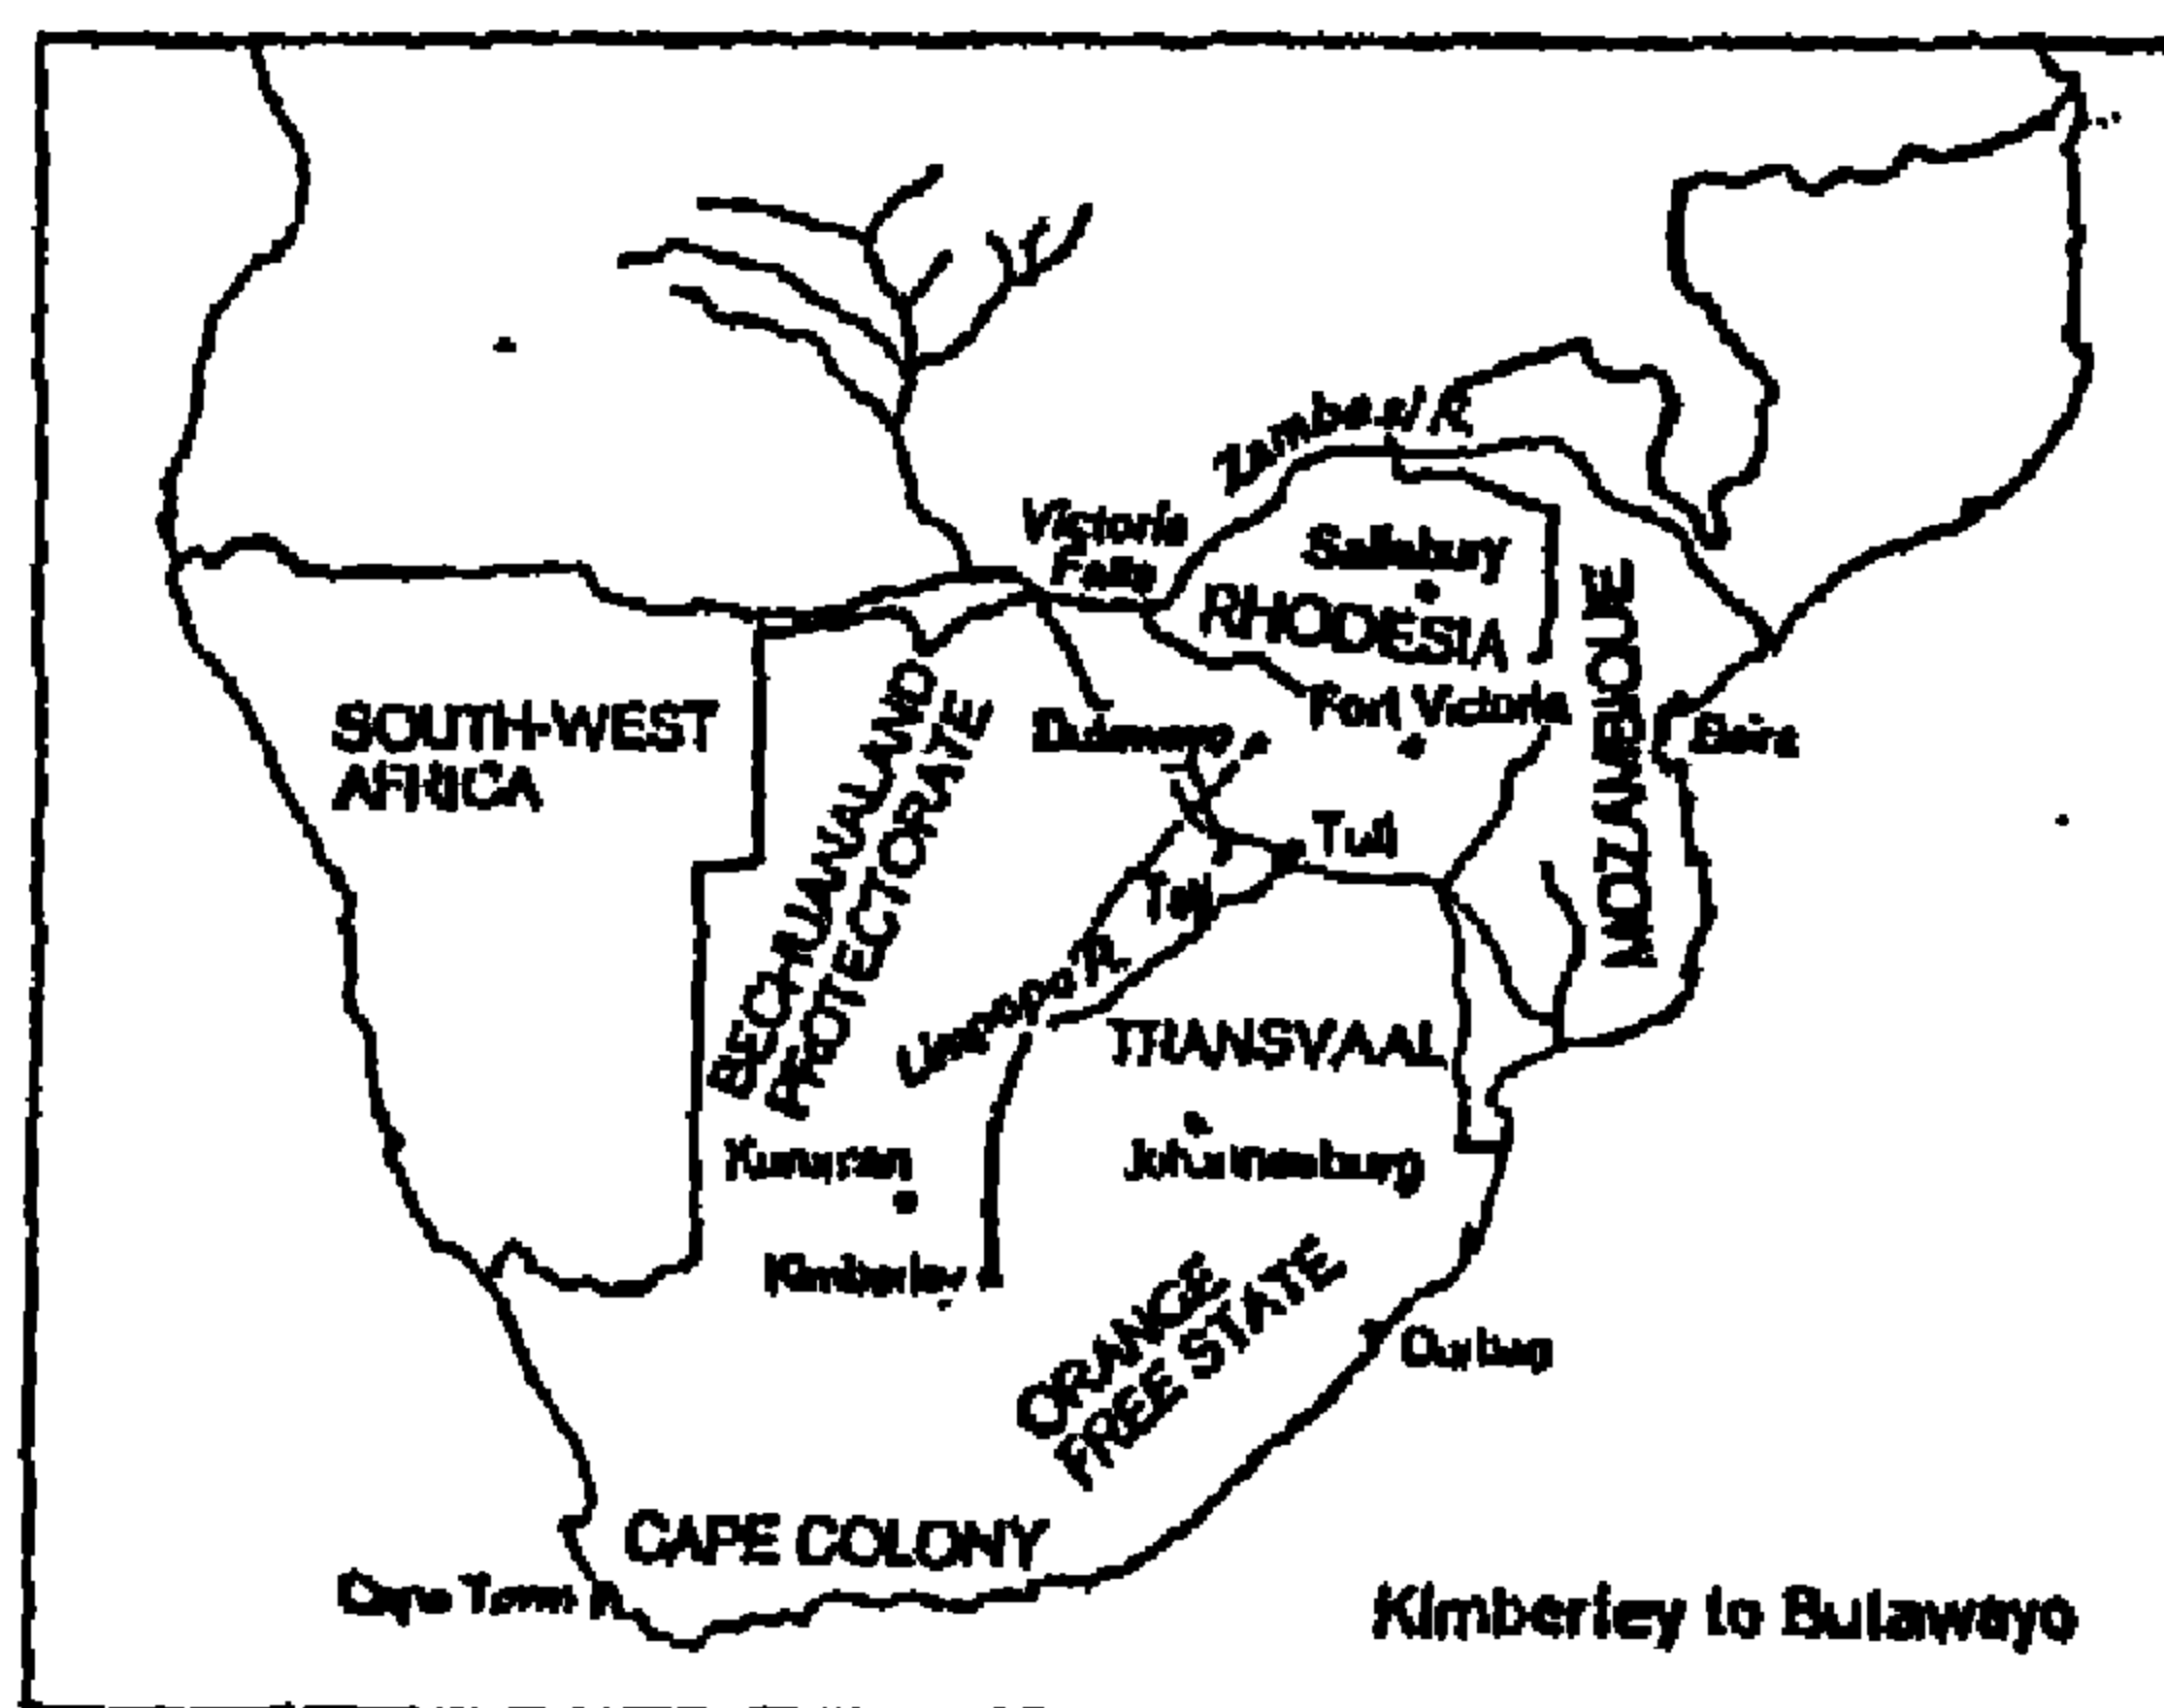 Zambesi R
Victoria
Falls
Salisbury
RHODESIA
Fort Victoria
MOZAMBIQUE
Beira
SOUTH-WEST
AFRICA
BECHUANALAND
PROTECTORATE
Bulawayo
Tuli
Tuli
Limpopo R
TRANSVAAL
Kuruman
Johannesburg
Kimberley
ORANGE
FREE STATE
Durban
CAPE COLONY
Cape Town
Kimberley to Bulawayo